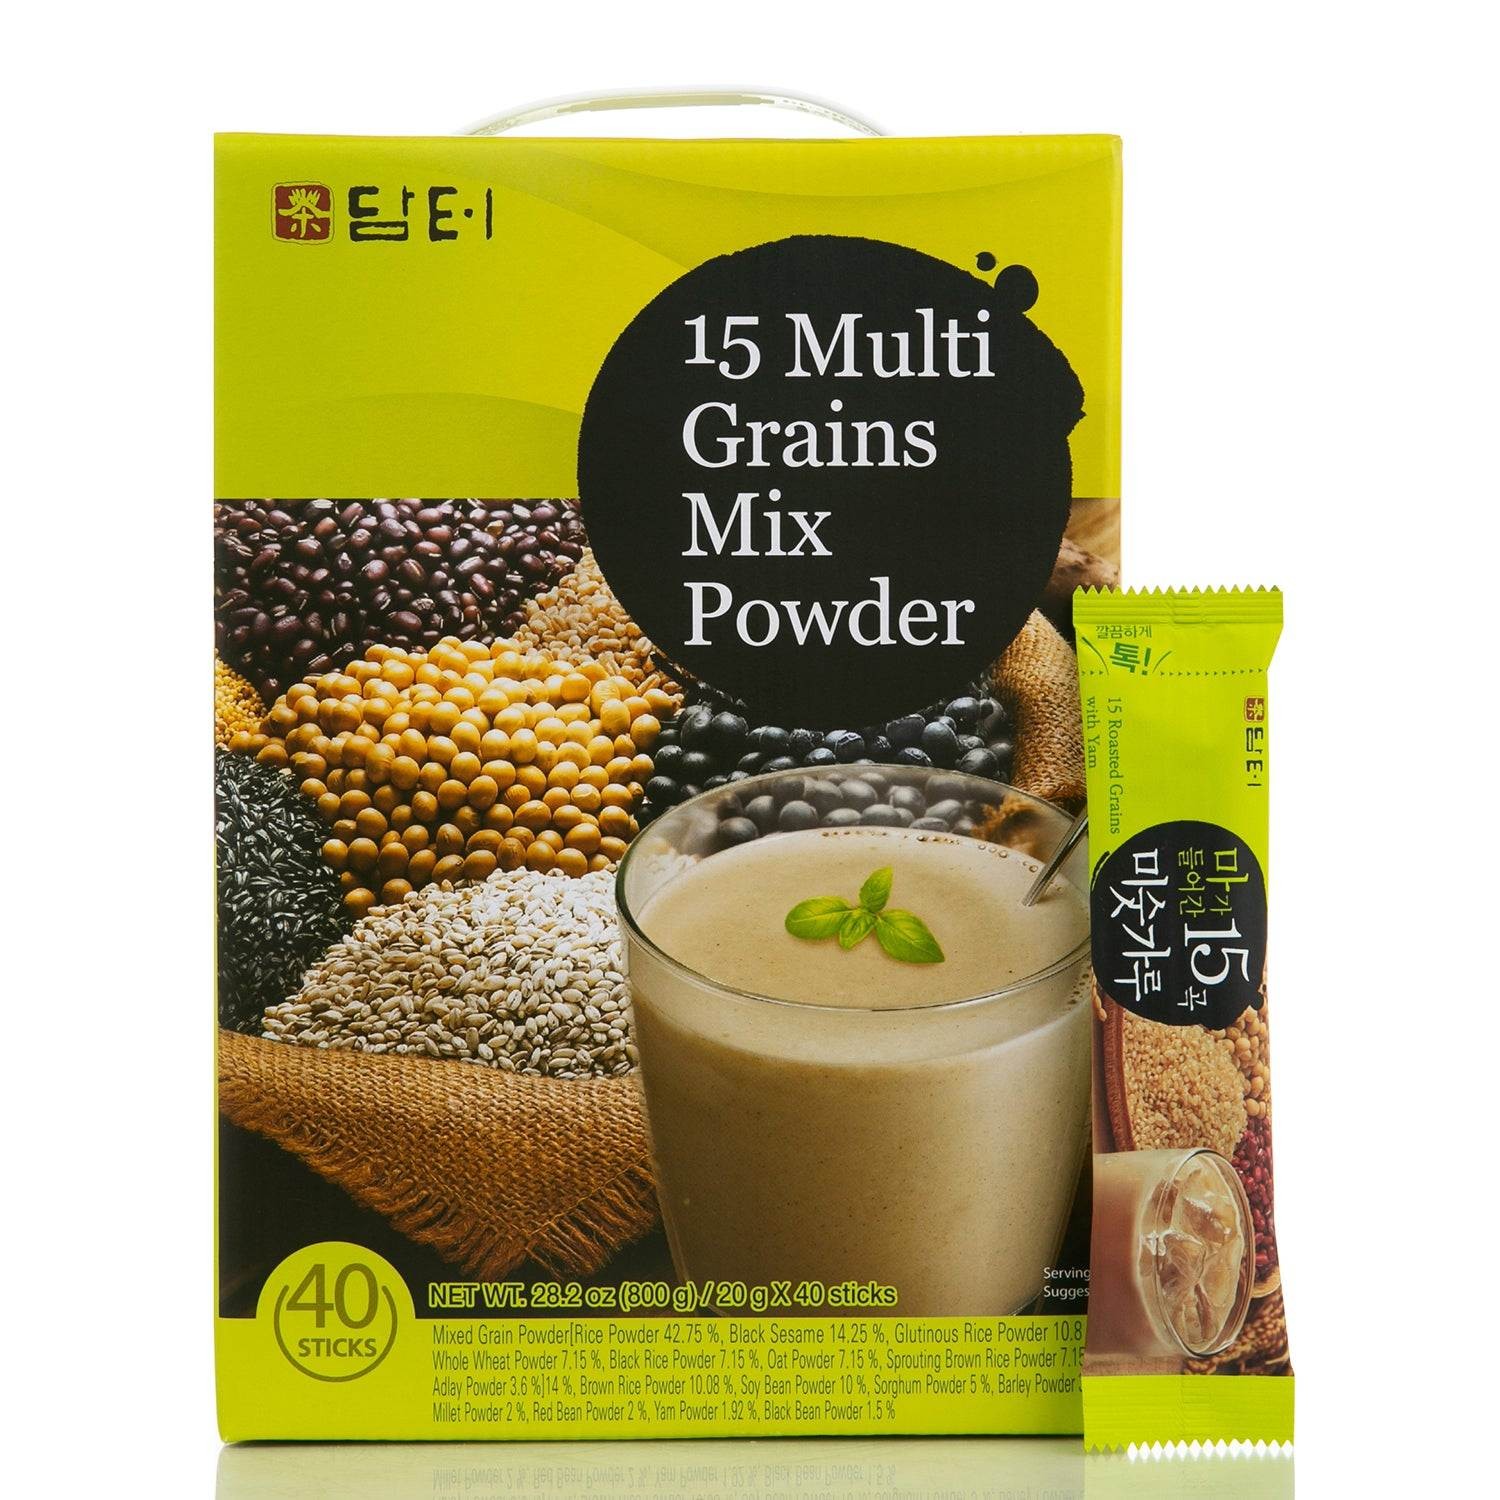 茶 담터
15 Multi
Grains
Mix
Powder
깔끔하게
톡!
15 Roasted Grains
with Yam
茶 담터
마가 15곡
들어간
미숫가루
Serving
40
STICKS
NET WT. 28.2 oz (800 g) / 20 g X 40 sticks
Mixed Grain Powder[Rice Powder 42.75 %, Black Sesame 14.25 %, Glutinous Rice Powder 10.8
Whole Wheat Powder 7.15 %, Black Rice Powder 7.15 %, Oat Powder 7.15 %, Sprouting Brown Rice Powder 7.15
Adlay Powder 3.6 %]14 %, Brown Rice Powder 10.08 %, Soy Bean Powder 10 %, Sorghum Powder 5 %, Barley Powder
Millet Powder 2 %, Red Bean Powder 2 %, Yam Powder 1.92 %, Black Bean Powder 1.5 %